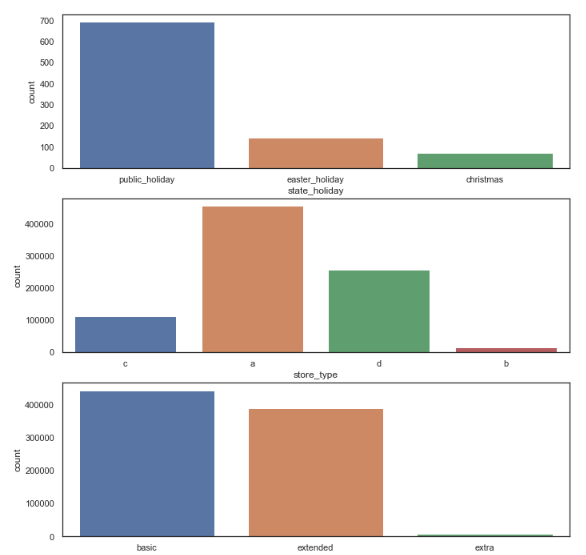 700
600
500
400
300
200
100
0
count
public_holiday easter_holiday christmas
state_holiday
400000
300000
200000
100000
0
count
c a d b
store_type
400000
300000
200000
100000
0
count
basic extended extra